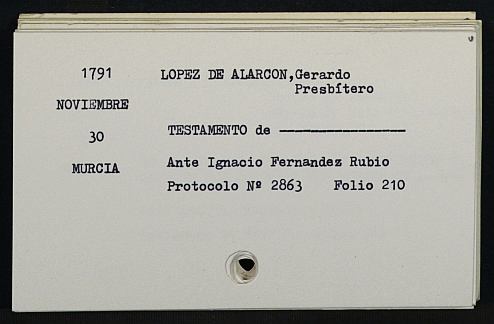 1791 LOPEZ DE ALARCON,Gerardo
Presbítero
NOVIEMBRE
30 TESTAMENTO de ----------------
MURCIA Ante Ignacio Fernandez Rubio
Protocolo Nº 2863 Folio 210